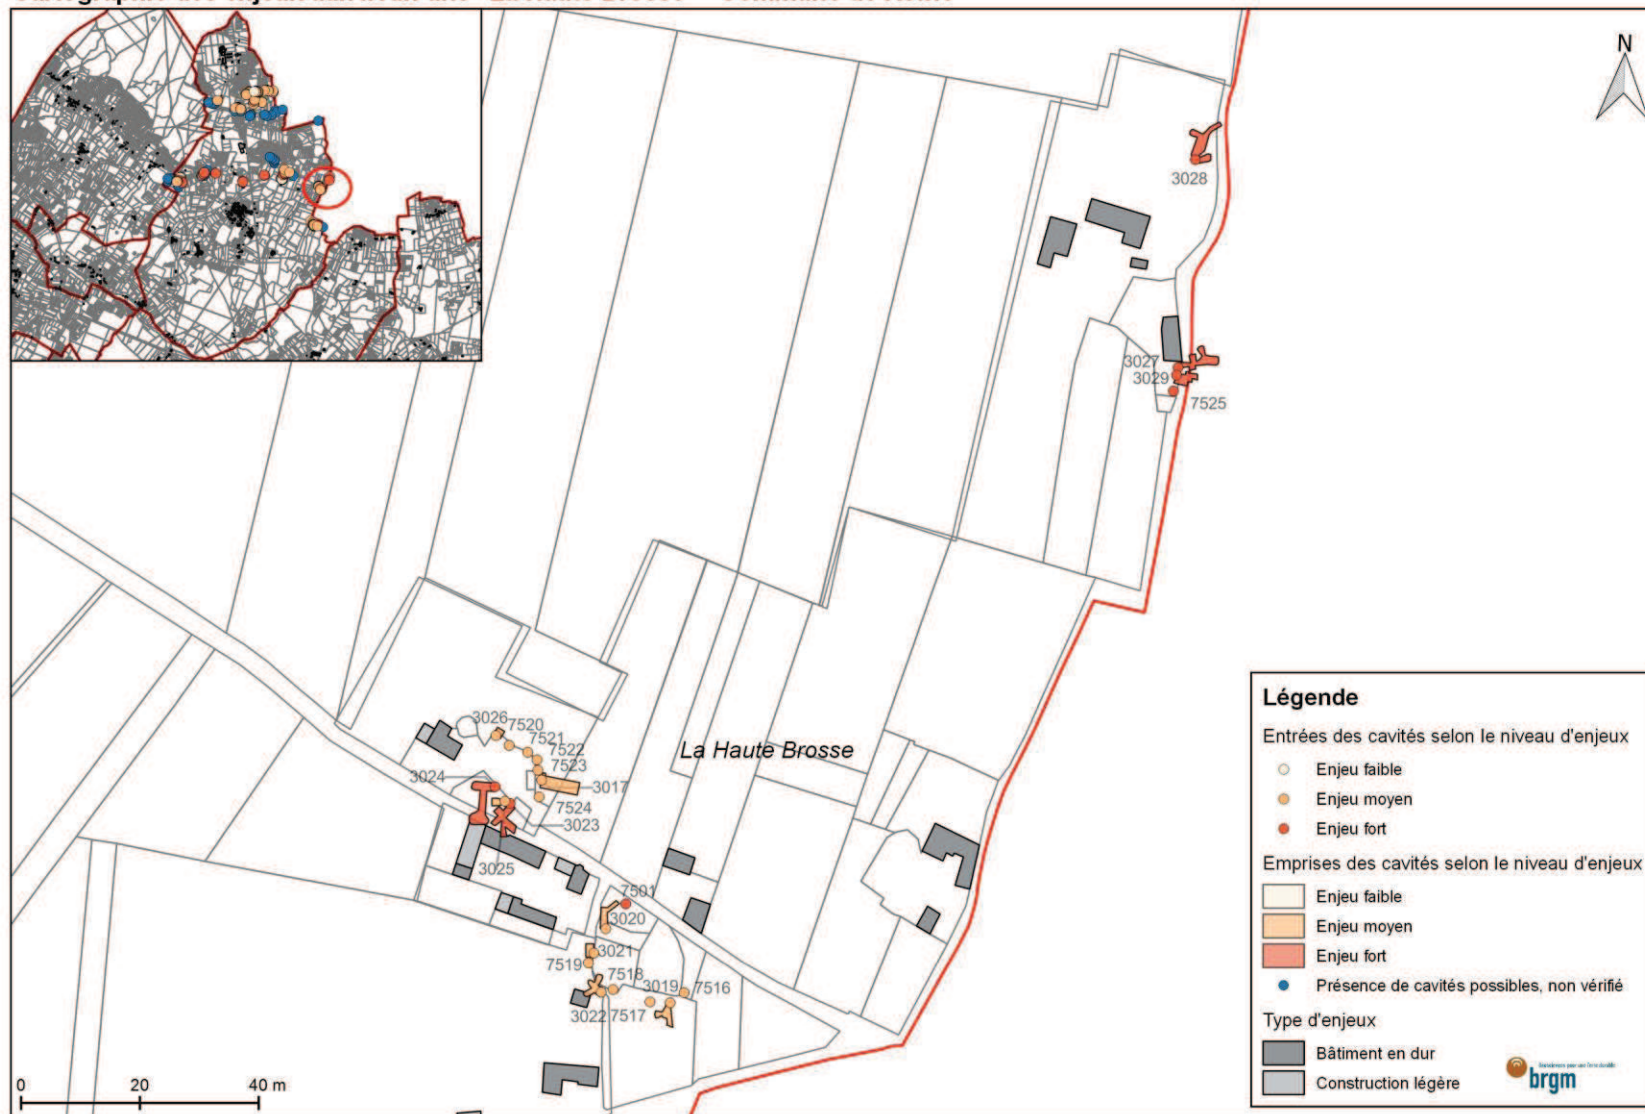 N
3028
3027
3029
7525
3026
7520
7521
7522
7523
3024
3017
7524
3023
3025
La Haute Brosse
7501
3020
3021
7519
7518
3019
7516
3022
7517
0 20 40 m
Légende
Entrées des cavités selon le niveau d'enjeux
Enjeu faible
Enjeu moyen
Enjeu fort
Emprises des cavités selon le niveau d'enjeux
Enjeu faible
Enjeu moyen
Enjeu fort
Présence de cavités possibles, non vérifié
Type d'enjeux
Bâtiment en dur
Construction légère
brgm